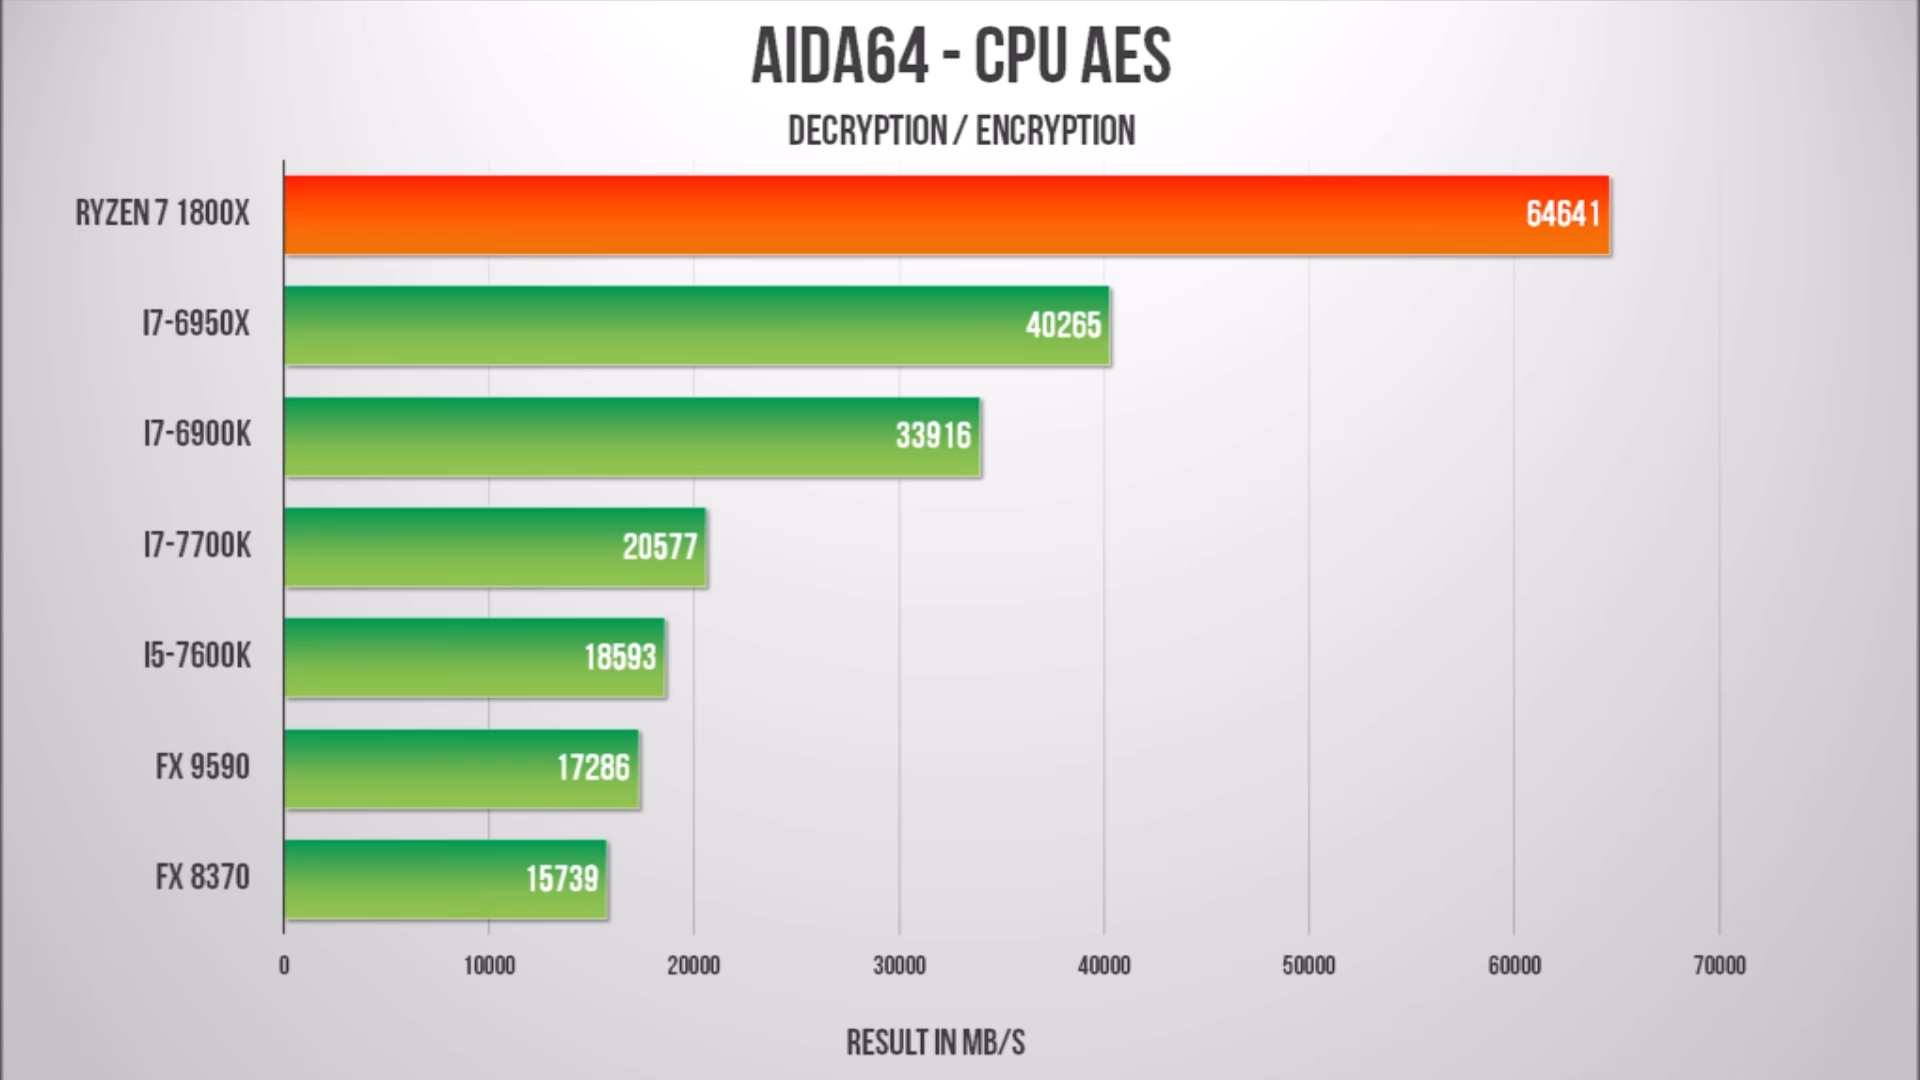 AIDA64 - CPU AES
DECRYPTION / ENCRYPTION
RYZEN 7 1800X 64641
I7-6950X 40265
I7-6900K 33916
I7-7700K 20577
I5-7600K 18593
FX 9590 17286
FX 8370 15739
0 10000 20000 30000 40000 50000 60000 70000
RESULT IN MB/S